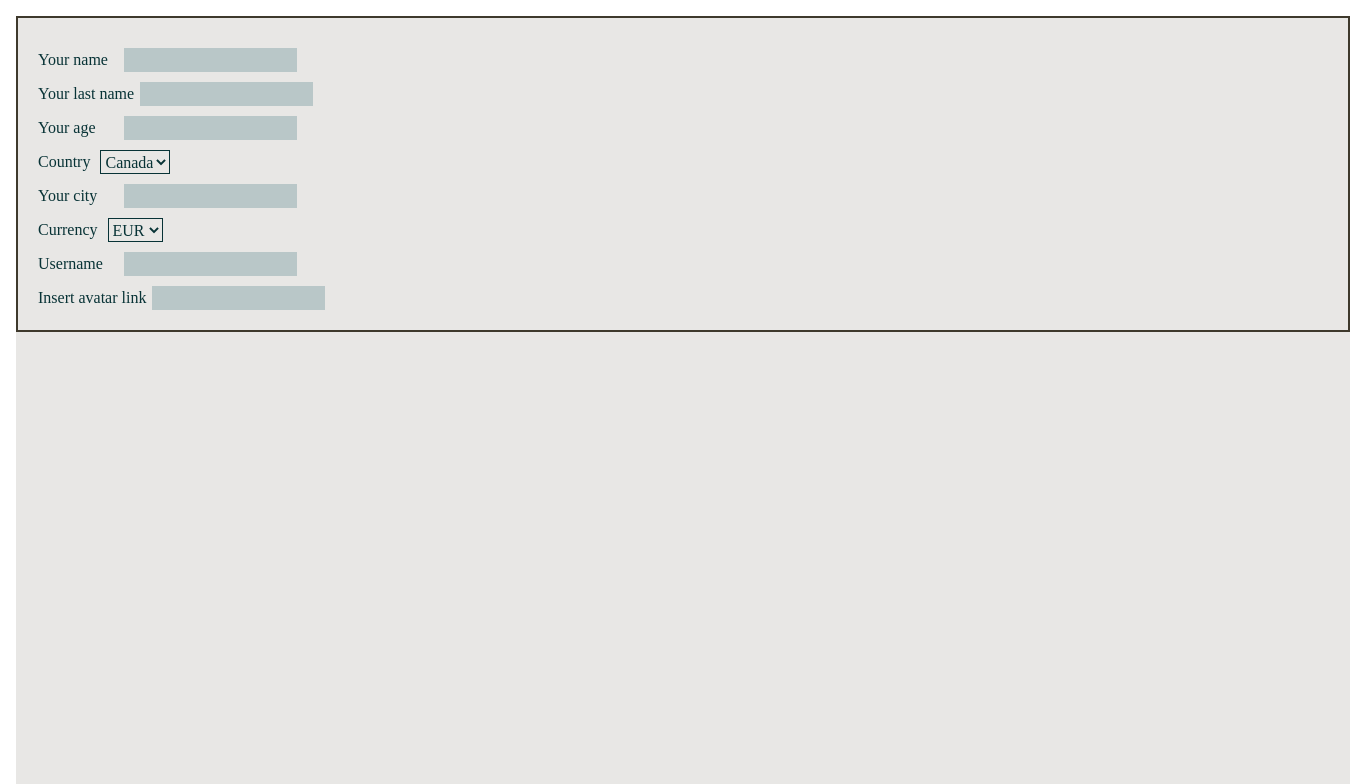 Your name
Your last name
Your age
Country Canada
Your city
Currency EUR
Username
Insert avatar link